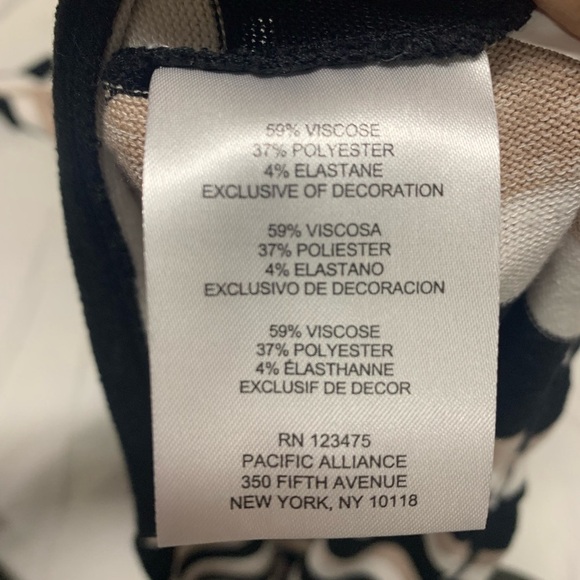 59% VISCOSE
37% POLYESTER
4% ELASTANE
EXCLUSIVE OF DECORATION
59% VISCOSA
37% POLIESTER
4% ELASTANO
EXCLUSIVO DE DECORACION
59% VISCOSE
37% POLYESTER
4% ÉLASTHANNE
EXCLUSIF DE DECOR
RN 123475
PACIFIC ALLIANCE
350 FIFTH AVENUE
NEW YORK, NY 10118